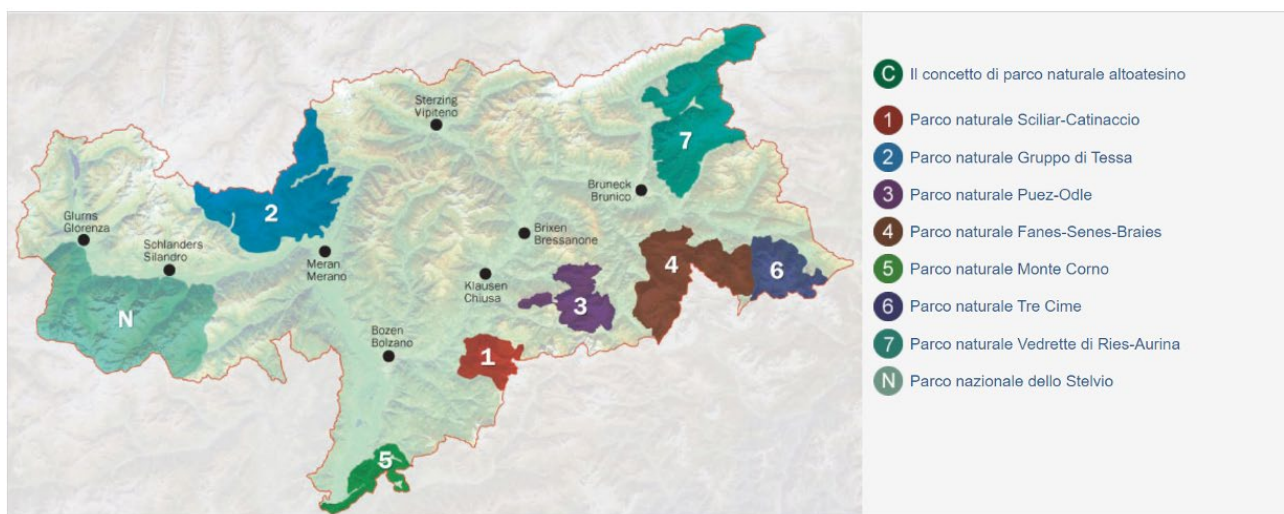 Sterzing
Vipiteno
7
Bruneck
Brunico
2
Glurns
Glorenza
Schlanders
Silandro
Meran
Merano
Brixen
Bressanone
Klausen
Chiusa
4
6
3
N
Bozen
Bolzano
1
5
C Il concetto di parco naturale altoatesino
1 Parco naturale Sciliar-Catinaccio
2 Parco naturale Gruppo di Tessa
3 Parco naturale Puez-Odle
4 Parco naturale Fanes-Senes-Braies
5 Parco naturale Monte Corno
6 Parco naturale Tre Cime
7 Parco naturale Vedrette di Ries-Aurina
N Parco nazionale dello Stelvio